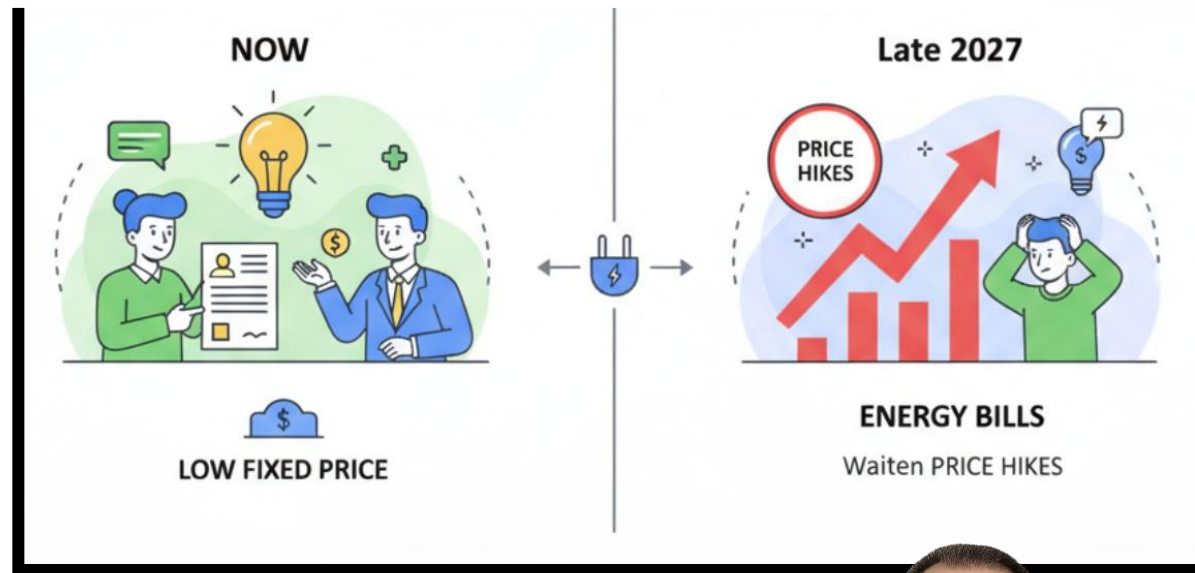 NOW
$
LOW FIXED PRICE
$
Late 2027
PRICE
HIKES
$
ENERGY BILLS
Waiten PRICE HIKES